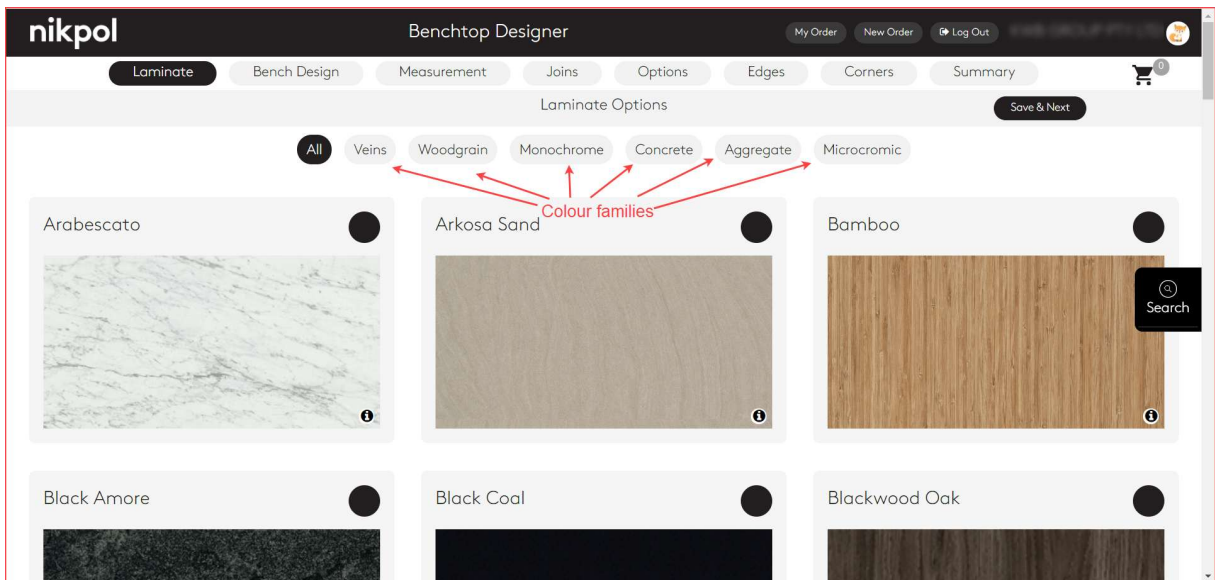 nikpol
Benchtop Designer
My Order New Order Log Out
Laminate Bench Design Measurement Joins Options Edges Corners Summary 0
Laminate Options Save & Next
All Veins Woodgrain Monochrome Concrete Aggregate Microcromic
Colour families
Arabescato Arkosa Sand Bamboo
Search
Black Amore Black Coal Blackwood Oak